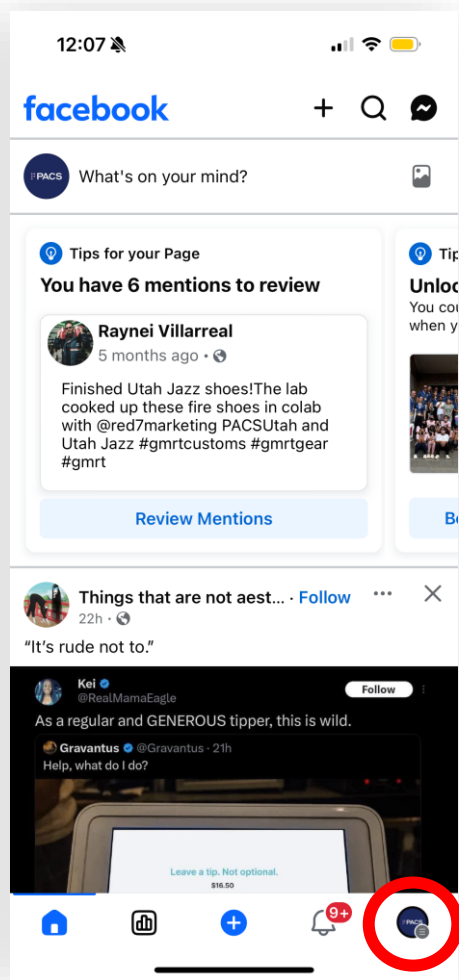 12:07
facebook
PACS
What's on your mind?
Tips for your Page
Tip
You have 6 mentions to review
Unloc
You cou
when y
Raynei Villarreal
5 months ago ·
Finished Utah Jazz shoes!The lab
cooked up these fire shoes in colab
with @red7marketing PACSUtah and
Utah Jazz #gmrtcustoms #gmrtgear
#gmrt
Review Mentions
Be
Things that are not aest... · Follow
22h ·
“It's rude not to.”
Kei
@RealMamaEagle
Follow
As a regular and GENEROUS tipper, this is wild.
Gravantus @Gravantus · 21h
Help, what do I do?
Leave a tip. Not optional.
$16.50
9+
PACS